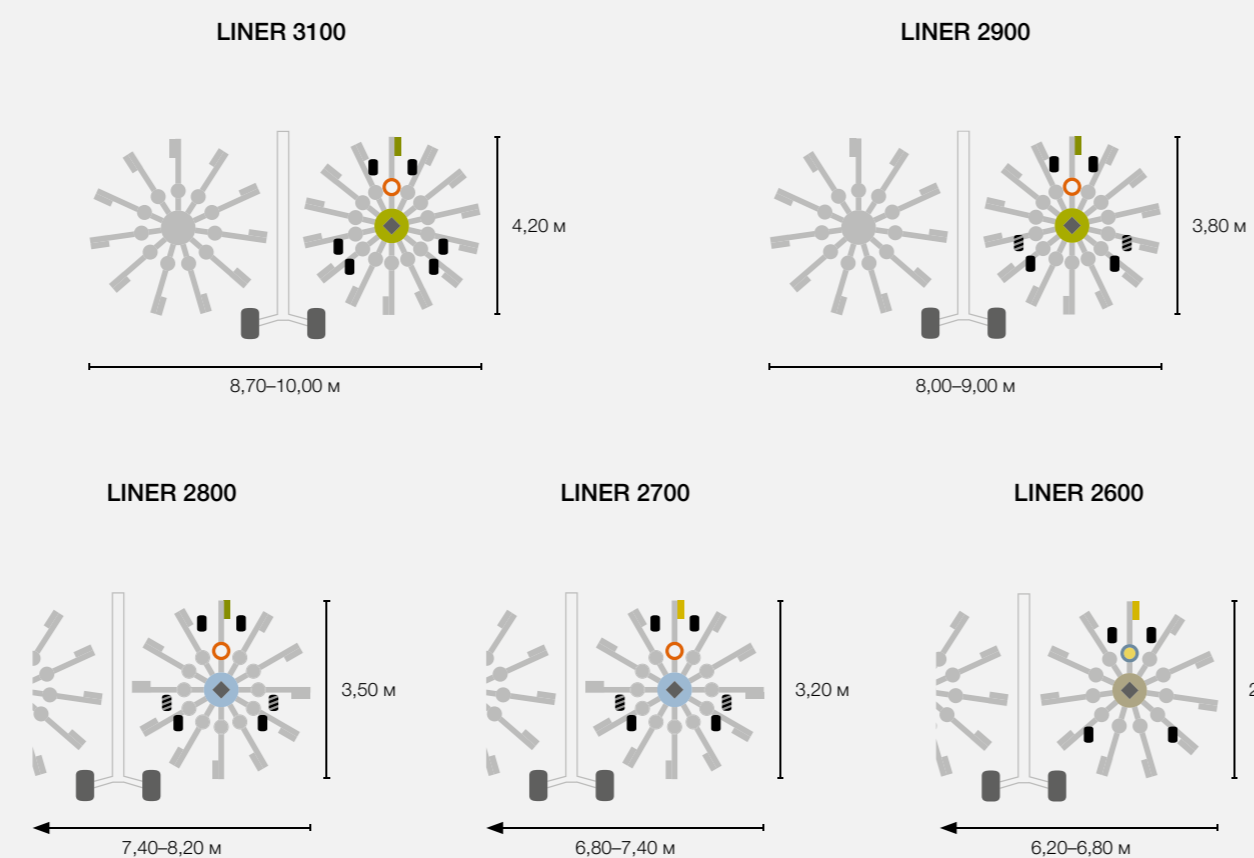 LINER 3100
LINER 2900
4,20 м
3,80 м
8,70–10,00 м
8,00–9,00 м
LINER 2800
LINER 2700
LINER 2600
3,50 м
3,20 м
7,40–8,20 м
6,80–7,40 м
6,20–6,80 м